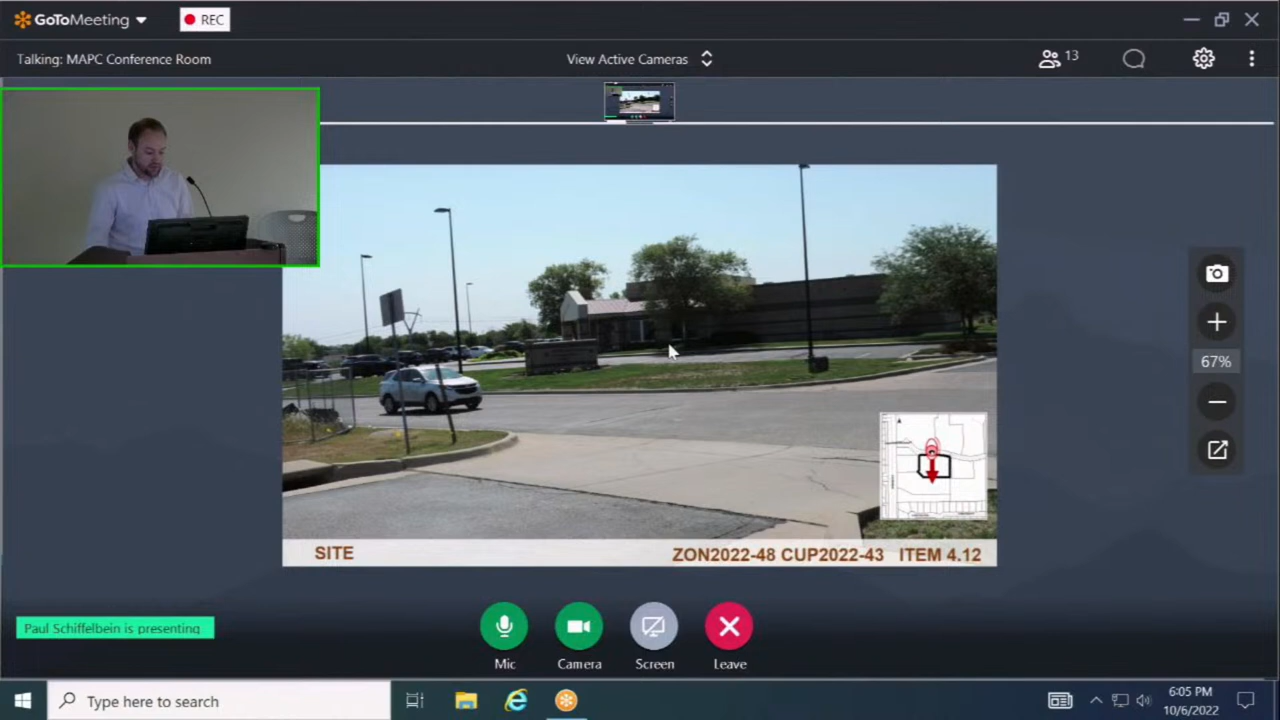 GoToMeeting
REC
Talking: MAPC Conference Room
View Active Cameras
13
67%
SITE
ZON2022-48 CUP2022-43 ITEM 4.12
Paul Schiffelbein is presenting
Mic
Camera
Screen
Leave
Type here to search
6:05 PM
10/6/2022